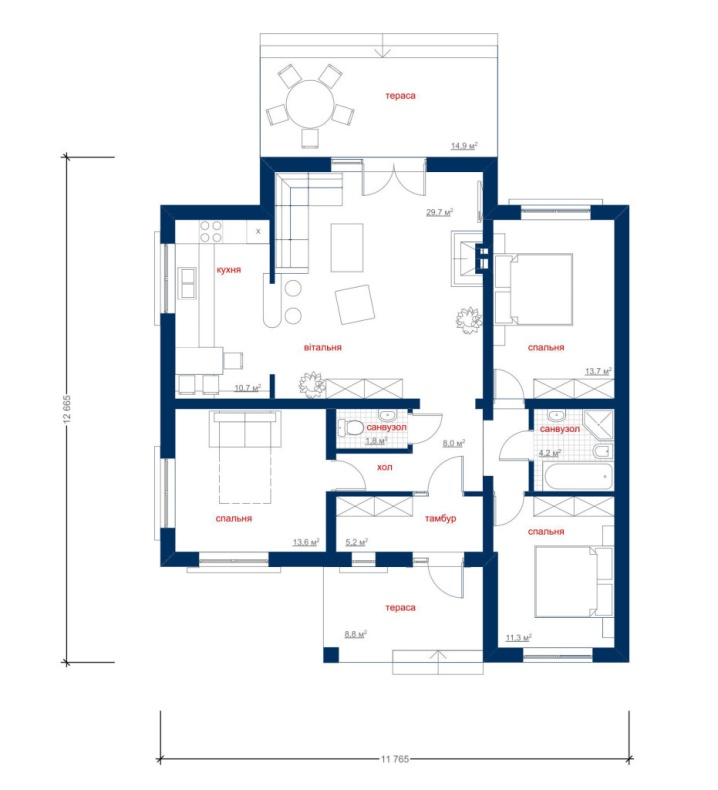 тераса
14.9 м²
29.7 м²
кухня
x
вітальня
спальня
10.7 м²
13.7 м²
санвузол
1,8 м²
8.0 м²
санвузол
4.2 м²
хол
спальня
13.6 м²
тамбур
5.2 м²
спальня
тераса
8.8 м²
11.3 м²
12 665
11 765